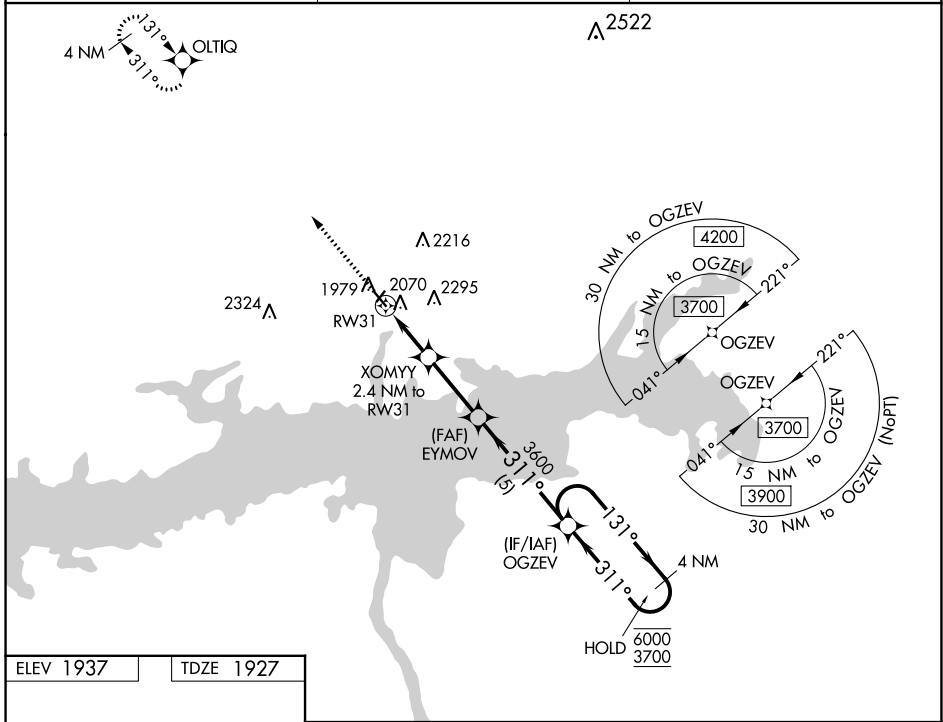 2522
131°
4 NM
OLTIQ
311°
30 NM to OGZEV
4200
2216
15 NM to OGZEV
221°
3700
1979
2070
2295
2324
RW31
OGZEV
041°
XOMYY
2.4 NM to
RW31
OGZEV
221°
(FAF)
EYMOV
3600
311°
(5)
3700
041°
15 NM to OGZEV
3900
30 NM to OGZEV (NoPT)
131°
(IF/IAF)
OGZEV
4 NM
311°
HOLD
6000
3700
ELEV 1937
TDZE 1927